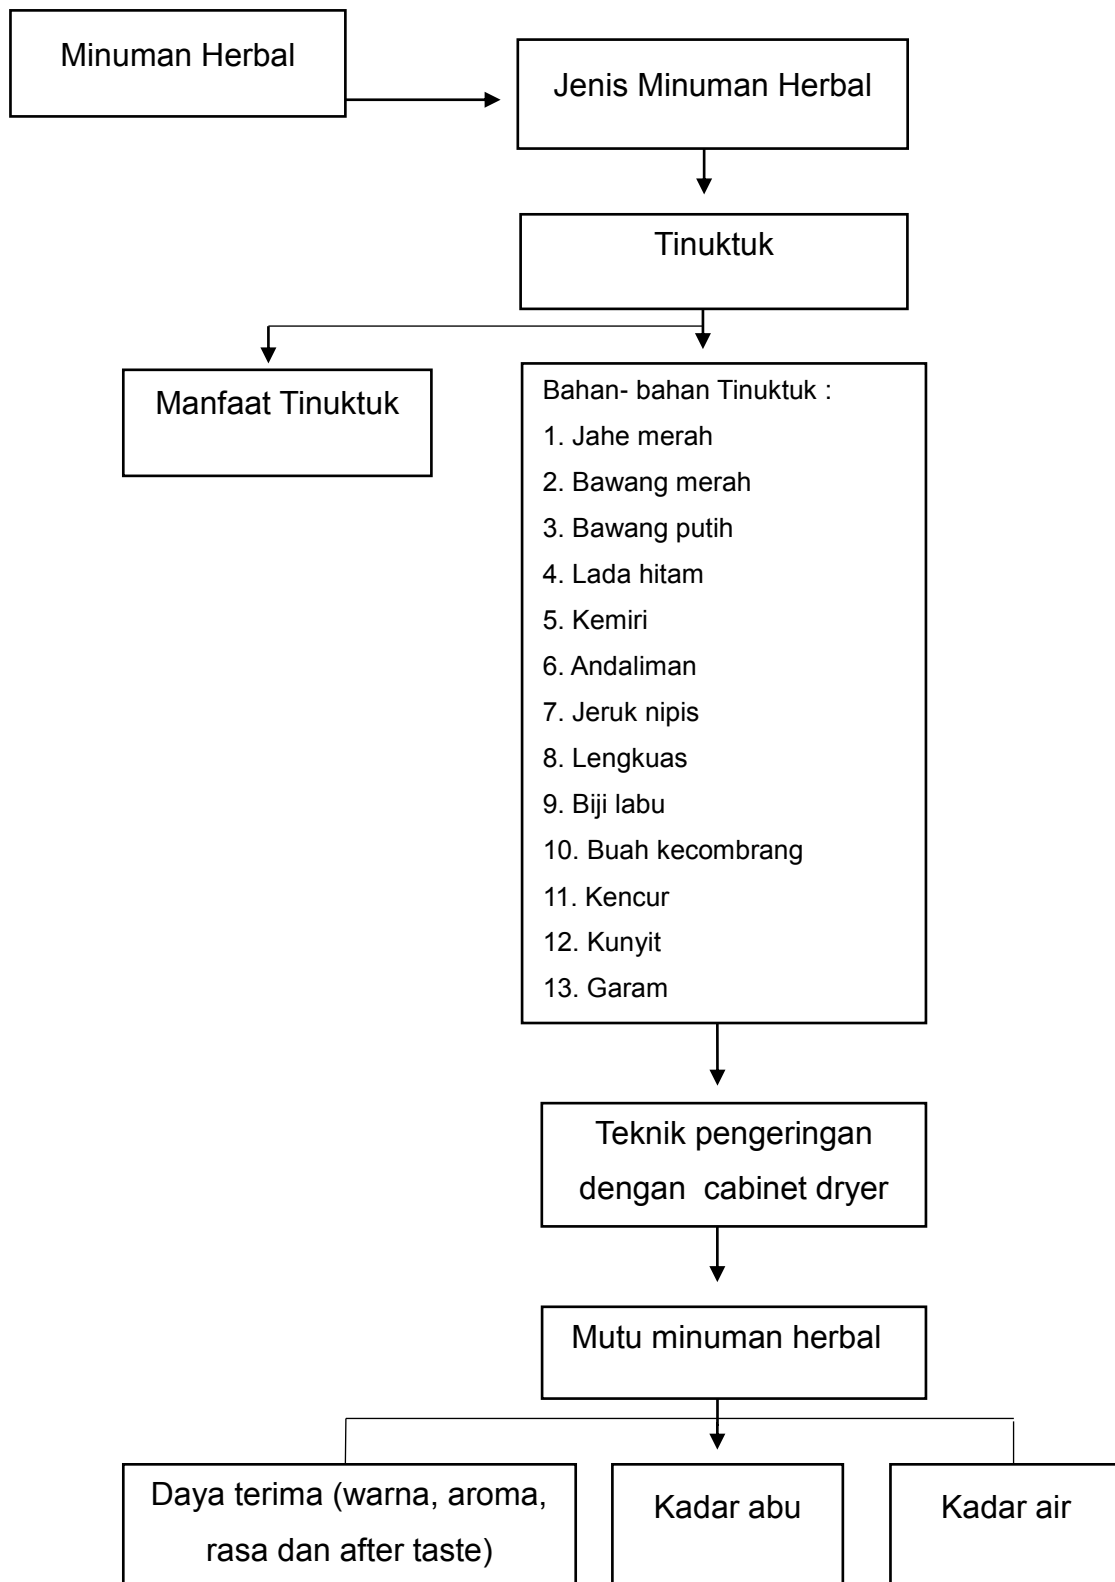 Minuman Herbal
Jenis Minuman Herbal
Tinuktuk
Manfaat Tinuktuk
Bahan- bahan Tinuktuk :
1. Jahe merah
2. Bawang merah
3. Bawang putih
4. Lada hitam
5. Kemiri
6. Andaliman
7. Jeruk nipis
8. Lengkuas
9. Biji labu
10. Buah kecombrang
11. Kencur
12. Kunyit
13. Garam
Teknik pengeringan
dengan cabinet dryer
Mutu minuman herbal
Daya terima (warna, aroma,
rasa dan after taste)
Kadar abu
Kadar air